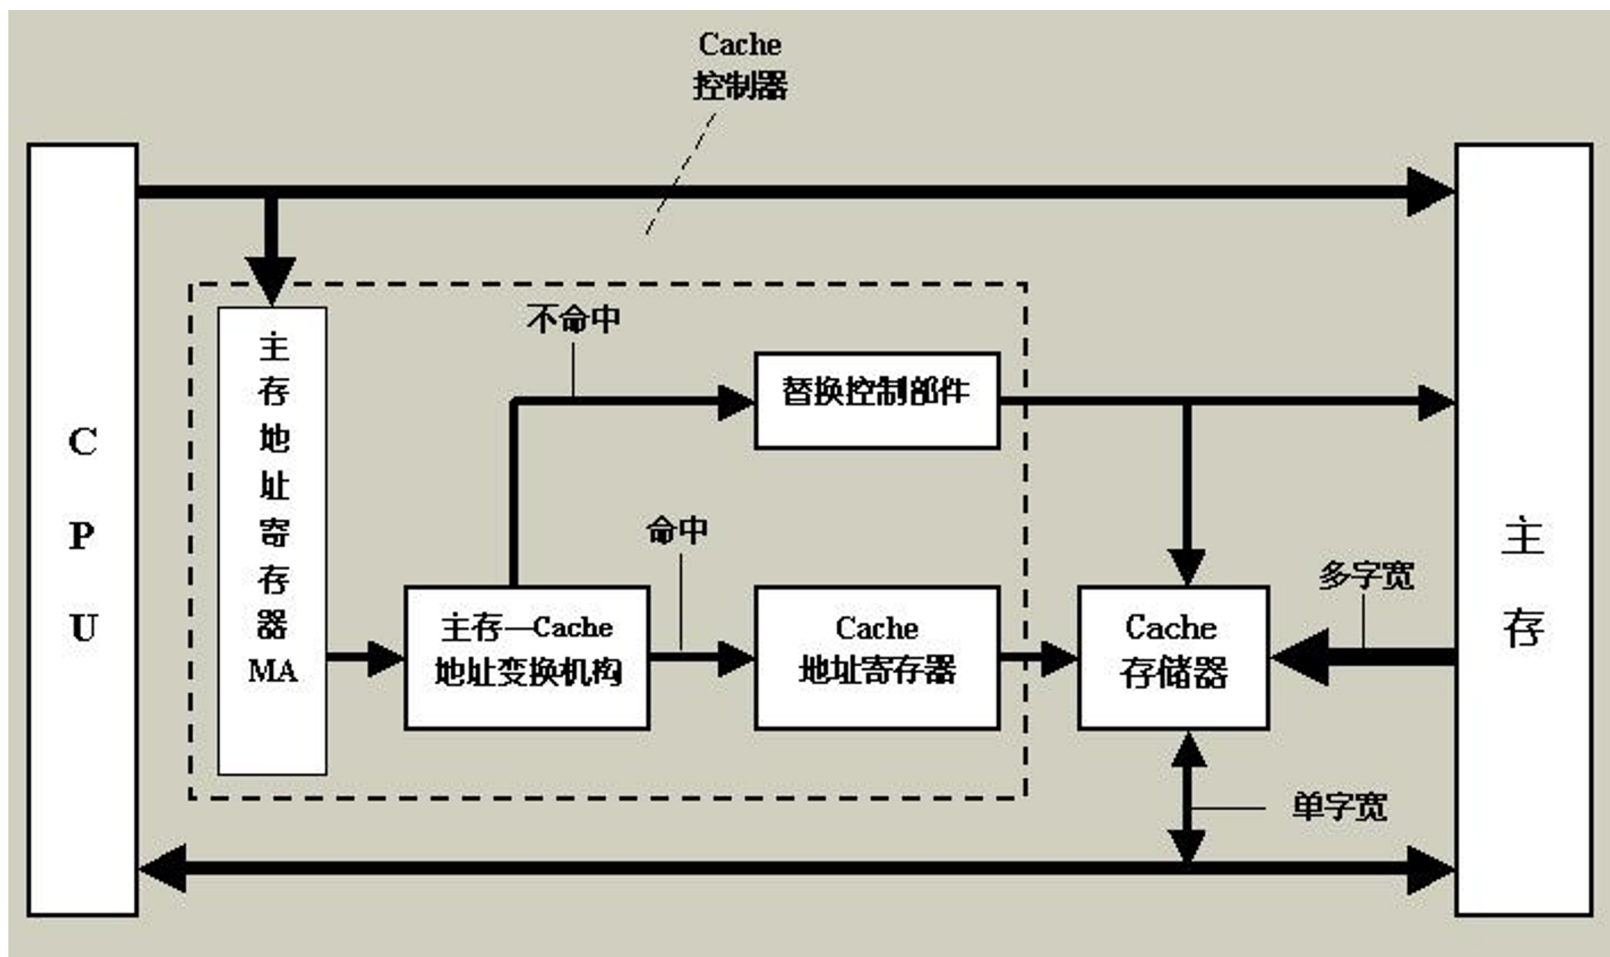 Cache
控制器
不命中
替换控制部件
主
存
地
址
寄
存
器
MA
C
P
U
命中
主存—Cache
地址变换机构
Cache
地址寄存器
Cache
存储器
多字宽
主
存
单字宽